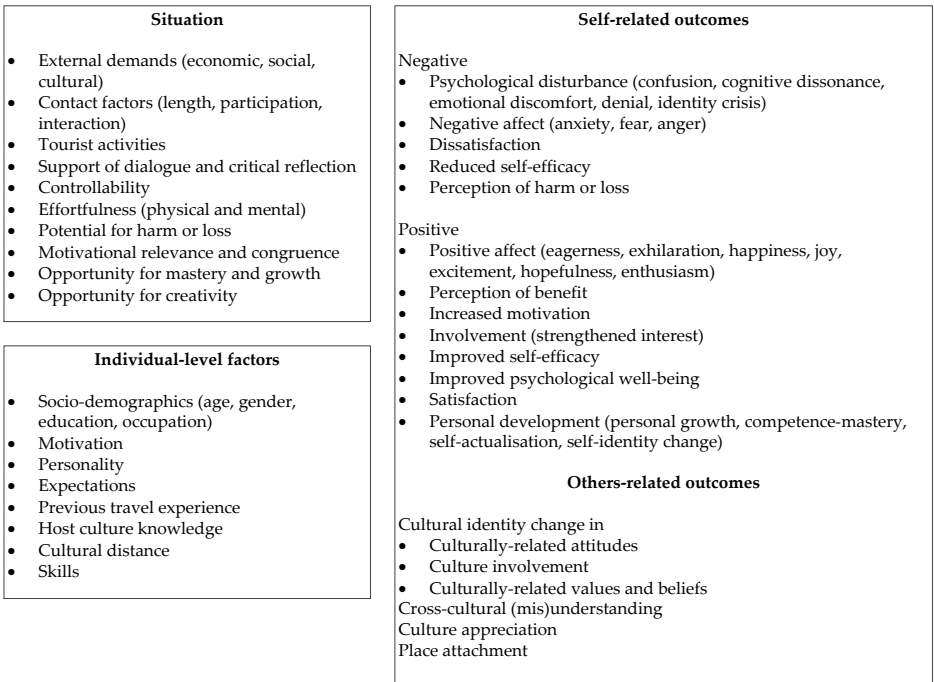 Situation
• External demands (economic, social,
cultural)
• Contact factors (length, participation,
interaction)
• Tourist activities
• Support of dialogue and critical reflection
• Controllability
• Effortfulness (physical and mental)
• Potential for harm or loss
• Motivational relevance and congruence
• Opportunity for mastery and growth
• Opportunity for creativity
Individual-level factors
• Socio-demographics (age, gender,
education, occupation)
• Motivation
• Personality
• Expectations
• Previous travel experience
• Host culture knowledge
• Cultural distance
• Skills
Self-related outcomes
Negative
• Psychological disturbance (confusion, cognitive dissonance,
emotional discomfort, denial, identity crisis)
• Negative affect (anxiety, fear, anger)
• Dissatisfaction
• Reduced self-efficacy
• Perception of harm or loss
Positive
• Positive affect (eagerness, exhilaration, happiness, joy,
excitement, hopefulness, enthusiasm)
• Perception of benefit
• Increased motivation
• Involvement (strengthened interest)
• Improved self-efficacy
• Improved psychological well-being
• Satisfaction
• Personal development (personal growth, competence-mastery,
self-actualisation, self-identity change)
Others-related outcomes
Cultural identity change in
• Culturally-related attitudes
• Culture involvement
• Culturally-related values and beliefs
Cross-cultural (mis)understanding
Culture appreciation
Place attachment